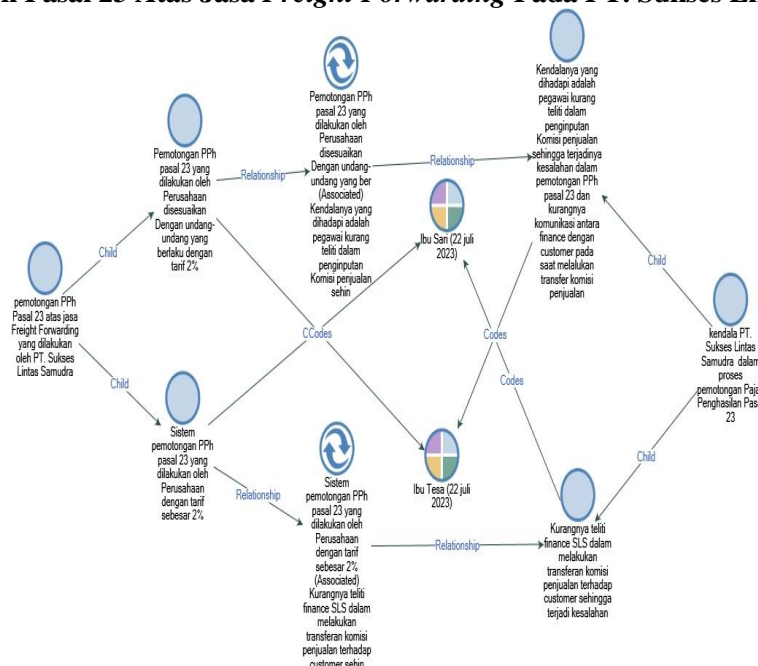 Pasal 23 Atas Jasa Freight Forwarding Pada PT. Sukses
Pemotongan PPh
pasal 23 yang
dilakukan oleh
Perusahaan
disesuaikan
Dengan undang-
undang yang
berlaku dengan
tarif 2%
Relationship
Pemotongan PPh
pasal 23 yang
dilakukan oleh
Perusahaan
disesuaikan
Dengan undang-
undang yang ber
(Associated)
Kendalanya yang
dihadapi adalah
pegawai kurang
teliti dalam
penginputan
Komisi penjualan
sehin
Relationship
Kendalanya yang
dihadapi adalah
pegawai kurang
teliti dalam
penginputan
Komisi penjualan
sehingga terjadinya
kesalahan dalam
pemotongan PPh
pasal 23 dan
kurangnya
komunikasi antara
finance dengan
customer pada
saat melalukan
transfer komisi
penjualan
Ibu Sari (22 juli
2023)
Child
Child
pemotongan PPh
Pasal 23 atas jasa
Freight Forwarding
yang dilakukan
oleh PT. Sukses
Lintas Samudra
CCodes
Codes
Codes
kendala PT.
Sukses Lintas
Samudra dalam
proses
pemotongan Paja
Penghasilan Pasa
23
Child
Child
Sistem
pemotongan PPh
pasal 23 yang
dilakukan oleh
Perusahaan
dengan tarif
sebesar 2%
Relationship
Sistem
pemotongan PPh
pasal 23 yang
dilakukan oleh
Perusahaan
dengan tarif
sebesar 2%
(Associated)
Kurangnya teliti
finance SLS dalam
melakukan
transferan komisi
penjualan terhadap
customer sehin
Ibu Tesa (22 juli
2023)
Relationship
Kurangnya teliti
finance SLS dalam
melakukan
transferan komisi
penjualan terhadap
customer sehingga
terjadi kesalahan